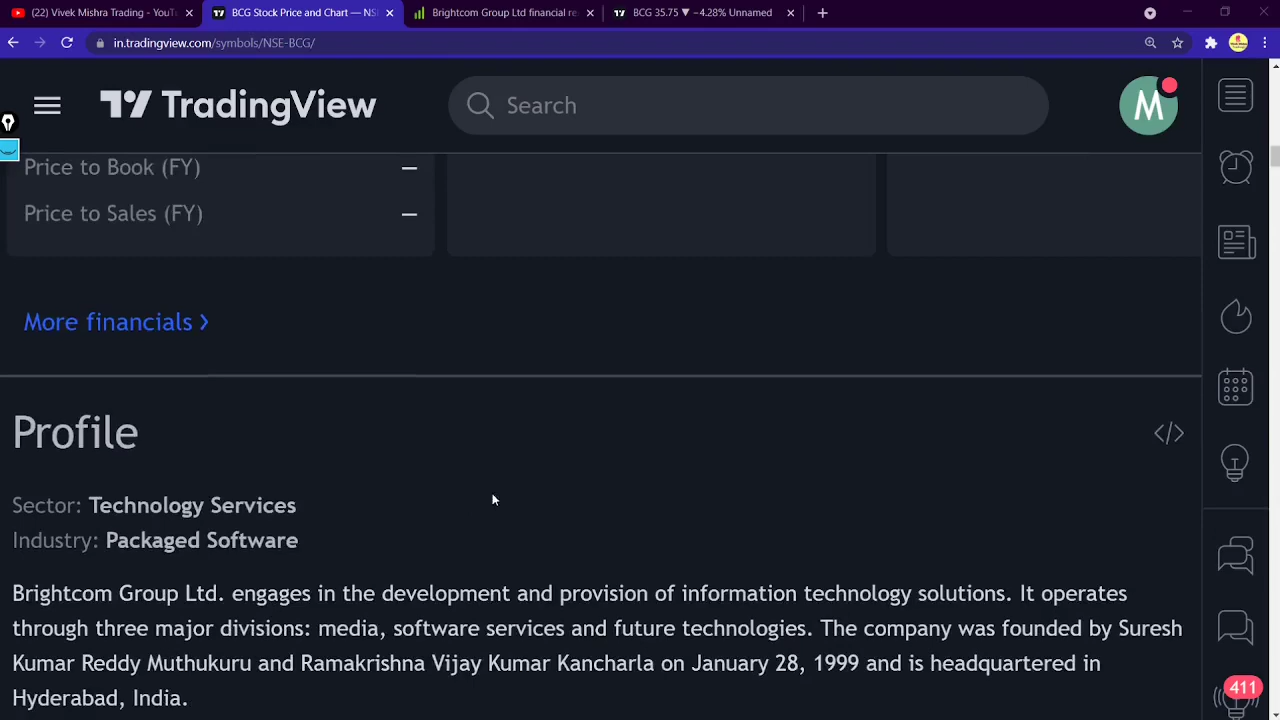 (22) Vivek Mishra Trading - YouT
BCG Stock Price and Chart — NS
Brightcom Group Ltd financial re
BCG 35.75 ▼ −4.28% Unnamed
in.tradingview.com/symbols/NSE-BCG/
TradingView
Search
M
Price to Book (FY) —
Price to Sales (FY) —
More financials
Profile
Sector: Technology Services
Industry: Packaged Software
Brightcom Group Ltd. engages in the development and provision of information technology solutions. It operates
through three major divisions: media, software services and future technologies. The company was founded by Suresh
Kumar Reddy Muthukuru and Ramakrishna Vijay Kumar Kancharla on January 28, 1999 and is headquartered in
Hyderabad, India.
411